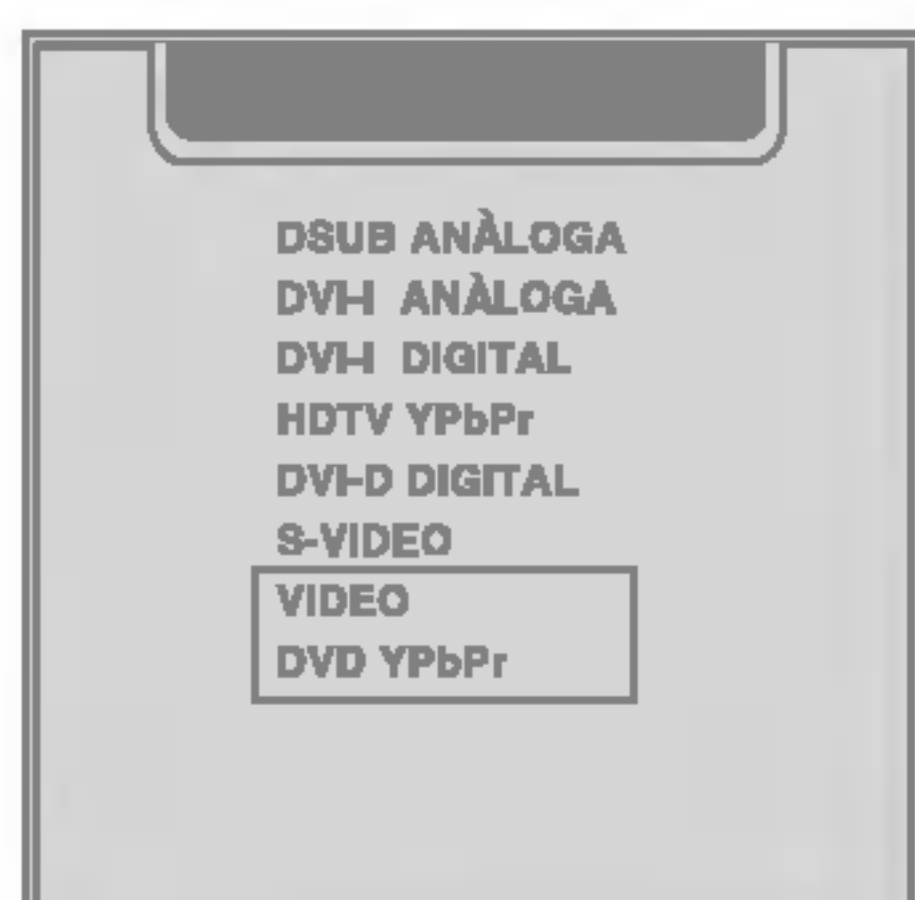 DSUB ANÀLOGA
DVI-I ANÀLOGA
DVI-I DIGITAL
HDTV YPbPr
DVI-D DIGITAL
S-VIDEO
VIDEO
DVD YPbPr